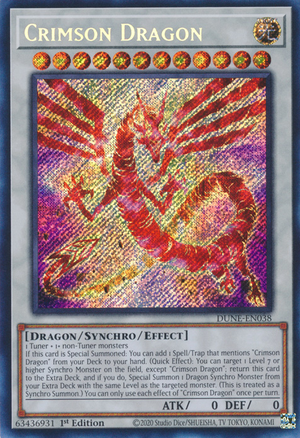 CRIMSON DRAGON
DUNE-EN038
[DRAGON/SYNCHRO/EFFECT]
1 Tuner + 1+ non-Tuner monsters
If this card is Special Summoned: You can add 1 Spell/Trap that mentions "Crimson
Dragon" from your Deck to your hand. (Quick Effect): You can target 1 Level 7 or
higher Synchro Monster on the field, except "Crimson Dragon"; return this card
to the Extra Deck, and if you do, Special Summon 1 Dragon Synchro Monster from
your Extra Deck with the same Level as the targeted monster. (This is treated as a
Synchro Summon.) You can only use each effect of "Crimson Dragon" once per turn.
ATK/ 0 DEF/ 0
63436931 1st Edition ©2020 Studio Dice/SHUEISHA, TV TOKYO, KONAMI